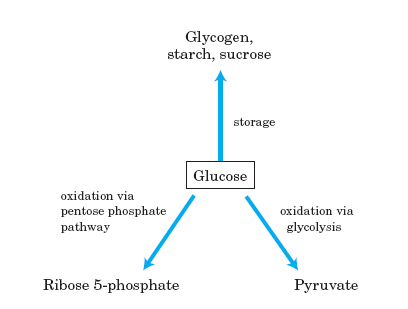 Glycogen,
starch, sucrose
storage
Glucose
oxidation via
pentose phosphate
pathway
oxidation via
glycolysis
Ribose 5-phosphate
Pyruvate